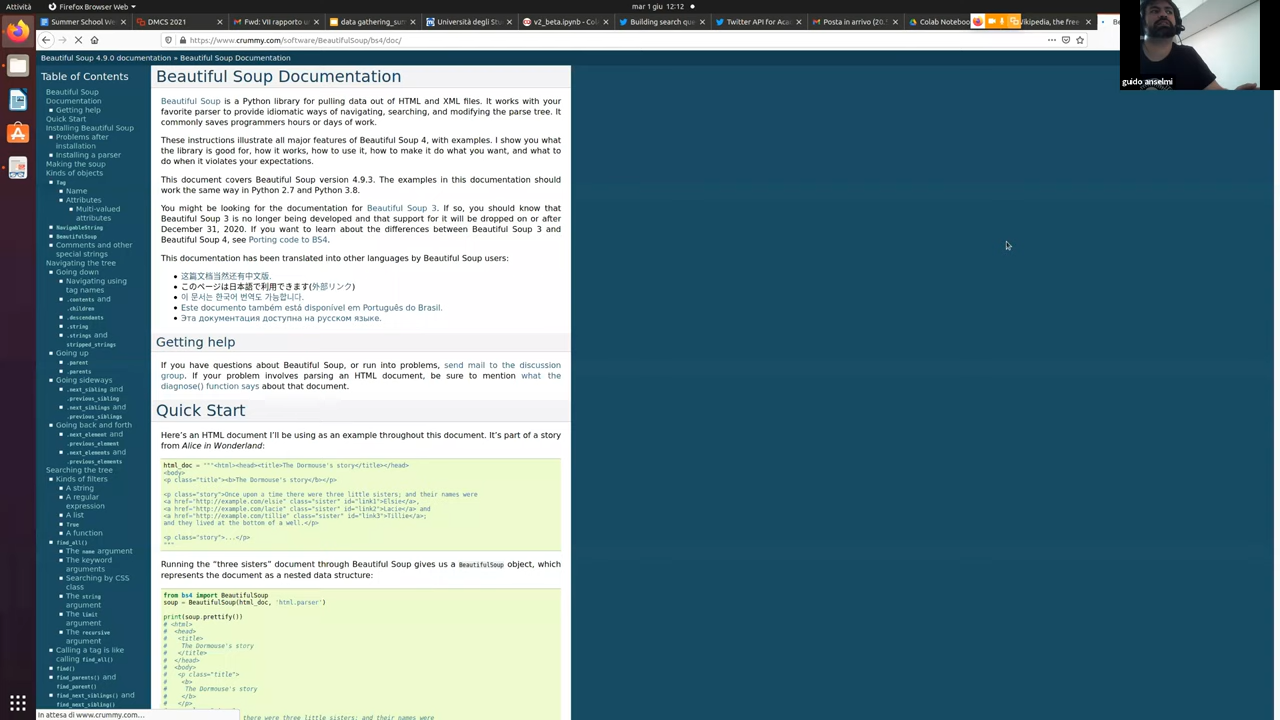 Attività
Firefox Browser Web
mar 1 giu 12:12
Summer School We
DMCS 2021
Fwd: VII rapporto u
data gathering_sum
Università degli Stu
v2_beta.ipynb - Cola
Building search que
Twitter API for Acad
Posta in arrivo (20.
Colab Notebook
ikipedia, the free
https://www.crummy.com/software/BeautifulSoup/bs4/doc/
guido anselmi
Beautiful Soup 4.9.0 documentation » Beautiful Soup Documentation
Table of Contents
Beautiful Soup
Documentation
Getting help
Quick Start
Installing Beautiful Soup
Problems after
installation
Installing a parser
Making the soup
Kinds of objects
Tag
Name
Attributes
Multi-valued
attributes
NavigableString
BeautifulSoup
Comments and other
special strings
Navigating the tree
Going down
Navigating using
tag names
.contents and
.children
.descendants
.string
.strings and
stripped_strings
Going up
.parent
.parents
Going sideways
.next_sibling and
.previous_sibling
.next_siblings and
.previous_siblings
Going back and forth
.next_element and
.previous_element
.next_elements and
.previous_elements
Searching the tree
Kinds of filters
A string
A regular
expression
A list
True
A function
find_all()
The name argument
The keyword
arguments
Searching by CSS
class
The string
argument
The limit
argument
The recursive
argument
Calling a tag is like
calling find_all()
find()
find_parents() and
find_parent()
find_next_siblings() and
find_next_sibling()
In attesa di www.crummy.com…
Beautiful Soup Documentation
Beautiful Soup is a Python library for pulling data out of HTML and XML files. It works with your
favorite parser to provide idiomatic ways of navigating, searching, and modifying the parse tree. It
commonly saves programmers hours or days of work.
These instructions illustrate all major features of Beautiful Soup 4, with examples. I show you what
the library is good for, how it works, how to use it, how to make it do what you want, and what to
do when it violates your expectations.
This document covers Beautiful Soup version 4.9.3. The examples in this documentation should
work the same way in Python 2.7 and Python 3.8.
You might be looking for the documentation for Beautiful Soup 3. If so, you should know that
Beautiful Soup 3 is no longer being developed and that support for it will be dropped on or after
December 31, 2020. If you want to learn about the differences between Beautiful Soup 3 and
Beautiful Soup 4, see Porting code to BS4.
This documentation has been translated into other languages by Beautiful Soup users:
这篇文档当然还有中文版.
このページは日本語で利用できます(外部リンク)
이 문서는 한국어 번역도 가능합니다.
Este documento também está disponível em Português do Brasil.
Эта документация доступна на русском языке.
Getting help
If you have questions about Beautiful Soup, or run into problems, send mail to the discussion
group. If your problem involves parsing an HTML document, be sure to mention what the
diagnose() function says about that document.
Quick Start
Here's an HTML document I'll be using as an example throughout this document. It's part of a story
from Alice in Wonderland:
html_doc = """<html><head><title>The Dormouse's story</title></head>
<body>
<p class="title"><b>The Dormouse's story</b></p>
<p class="story">Once upon a time there were three little sisters; and their names were
<a href="http://example.com/elsie" class="sister" id="link1">Elsie</a>,
<a href="http://example.com/lacie" class="sister" id="link2">Lacie</a> and
<a href="http://example.com/tillie" class="sister" id="link3">Tillie</a>;
and they lived at the bottom of a well.</p>
<p class="story">...</p>
"""
Running the "three sisters" document through Beautiful Soup gives us a BeautifulSoup object, which
represents the document as a nested data structure:
from bs4 import BeautifulSoup
soup = BeautifulSoup(html_doc, 'html.parser')
print(soup.prettify())
# <html>
# <head>
# <title>
# The Dormouse's story
# </title>
# </head>
# <body>
# <p class="title">
# <b>
# The Dormouse's story
# </b>
# </p>
there were three little sisters; and their names were